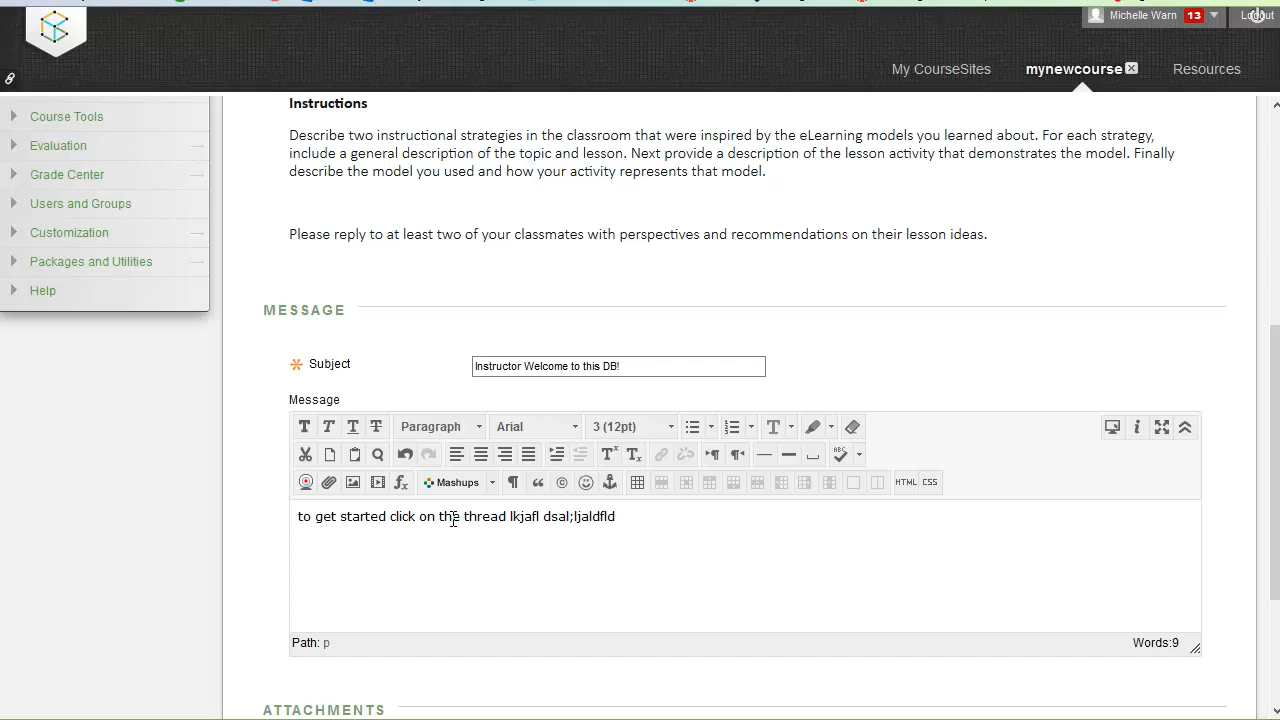 Michelle Warn 13 Logout
My CourseSites mynewcourse Resources
Course Tools
Evaluation
Grade Center
Users and Groups
Customization
Packages and Utilities
Help
Instructions
Describe two instructional strategies in the classroom that were inspired by the eLearning models you learned about. For each strategy,
include a general description of the topic and lesson. Next provide a description of the lesson activity that demonstrates the model. Finally
describe the model you used and how your activity represents that model.
Please reply to at least two of your classmates with perspectives and recommendations on their lesson ideas.
MESSAGE
Subject Instructor Welcome to this DB!
Message
T T T T Paragraph Arial 3 (12pt) T
Tx Tx ABC
fx Mashups HTML CSS
to get started click on the thread lkjafl dsal;ljaldfld
Path: p Words:9
ATTACHMENTS